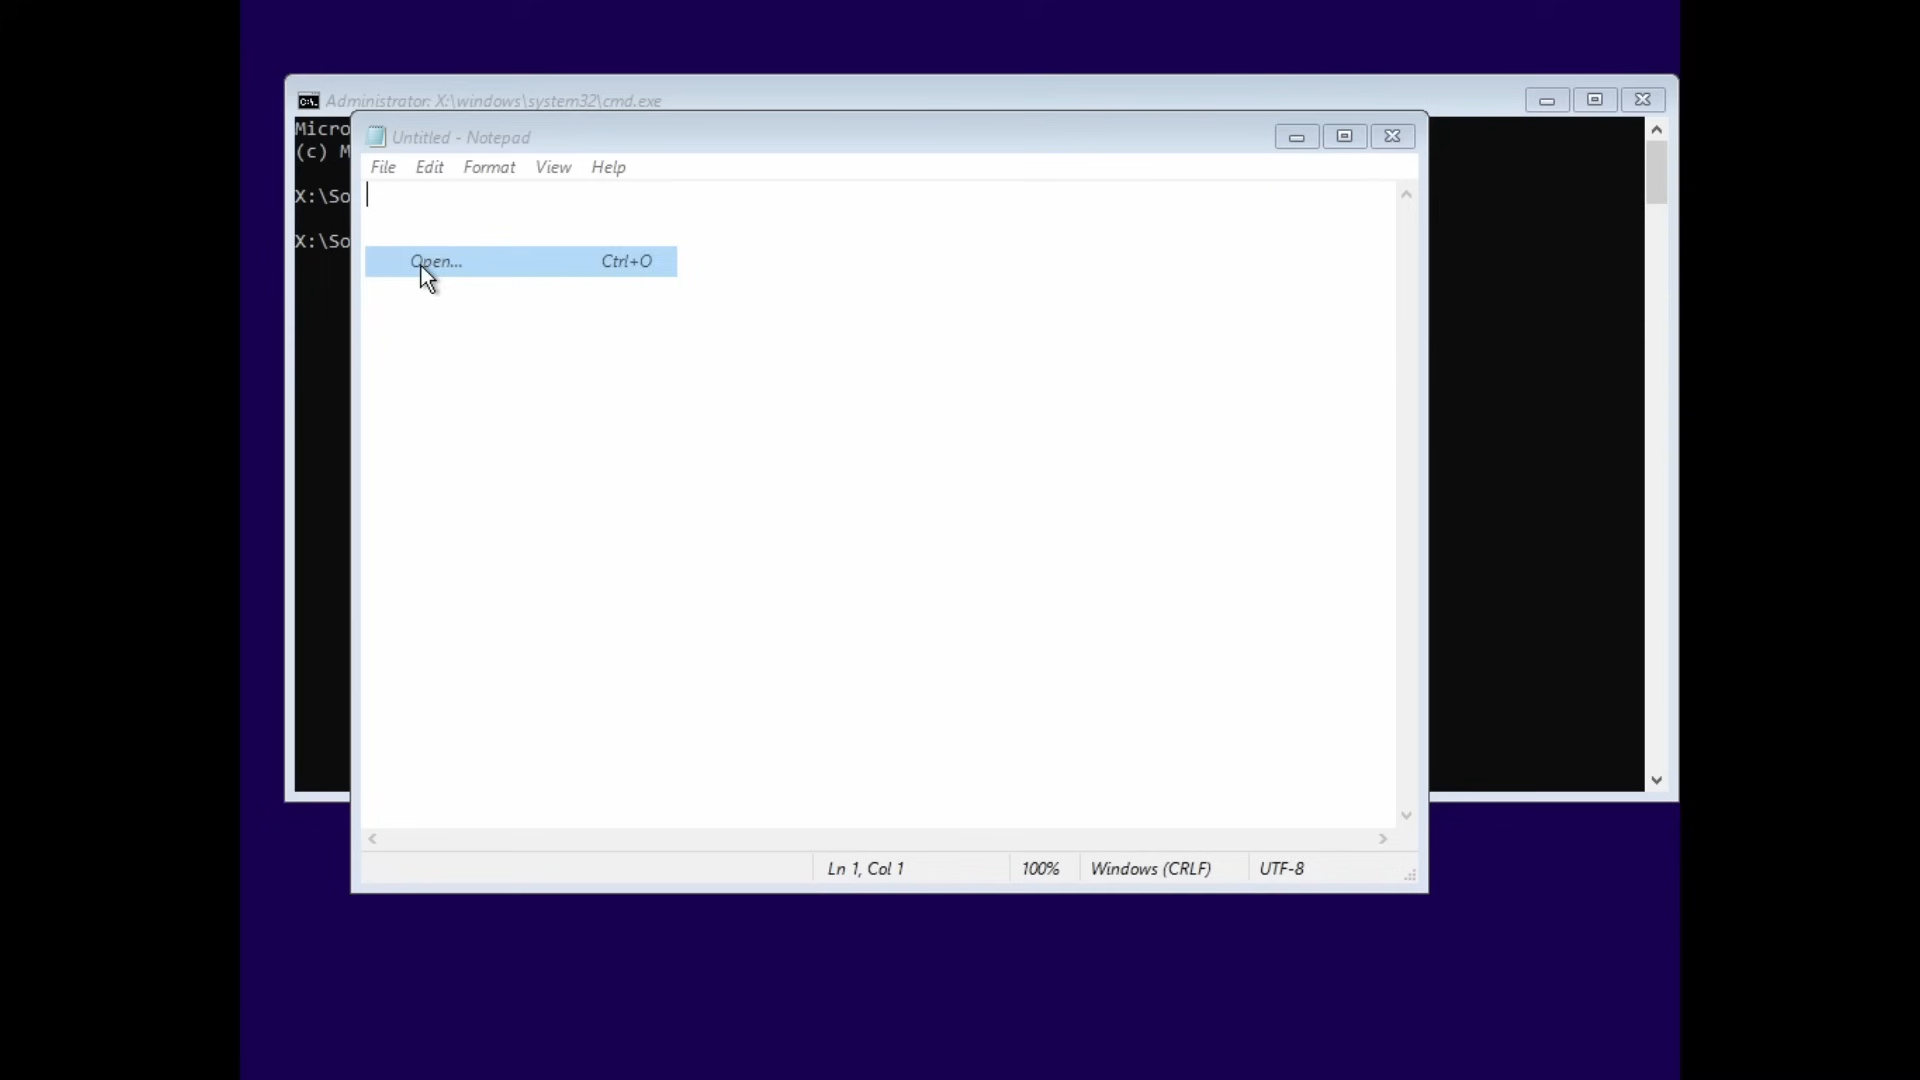 Administrator: X:\windows\system32\cmd.exe
Micro
(c) M
X:\So
X:\So
Untitled - Notepad
File Edit Format View Help
Open... Ctrl+O
Ln 1, Col 1 100% Windows (CRLF) UTF-8